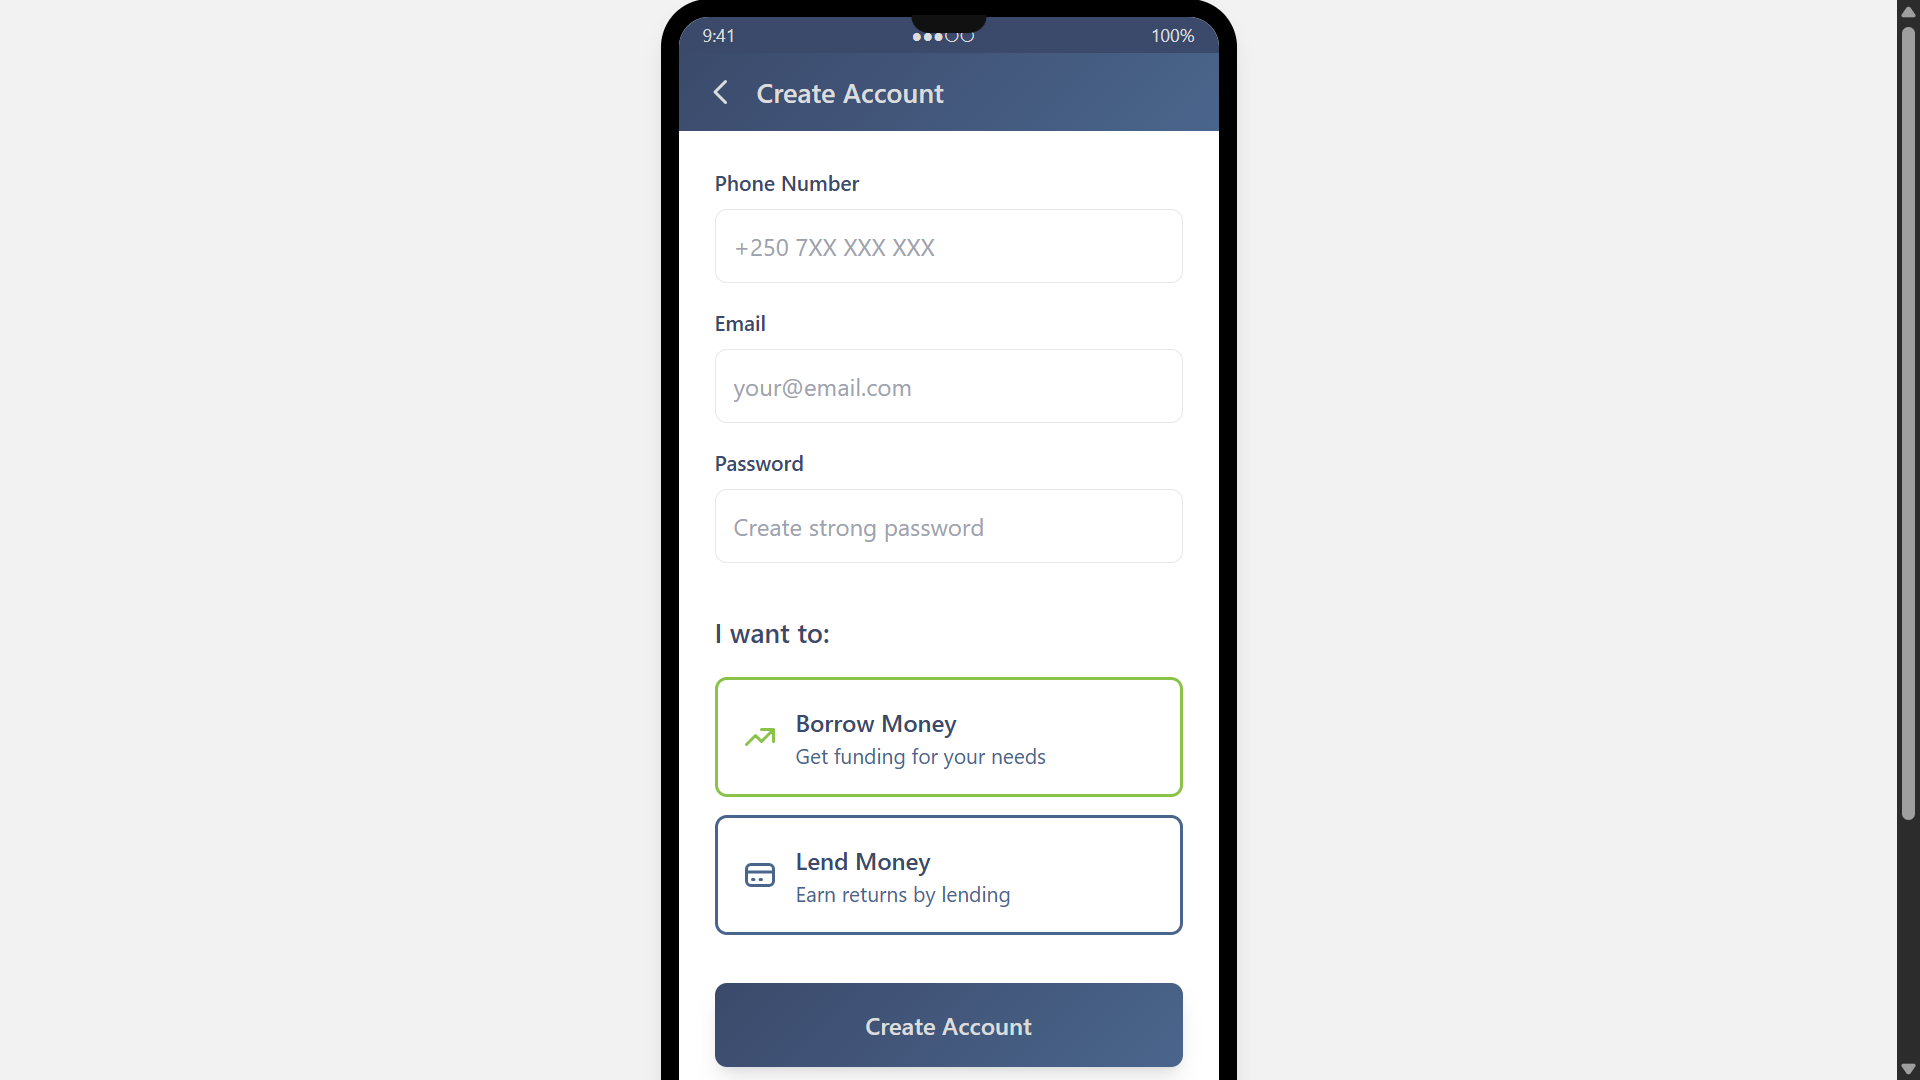 9:41
100%
Create Account
Phone Number
+250 7XX XXX XXX
Email
your@email.com
Password
Create strong password
I want to:
Borrow Money
Get funding for your needs
Lend Money
Earn returns by lending
Create Account